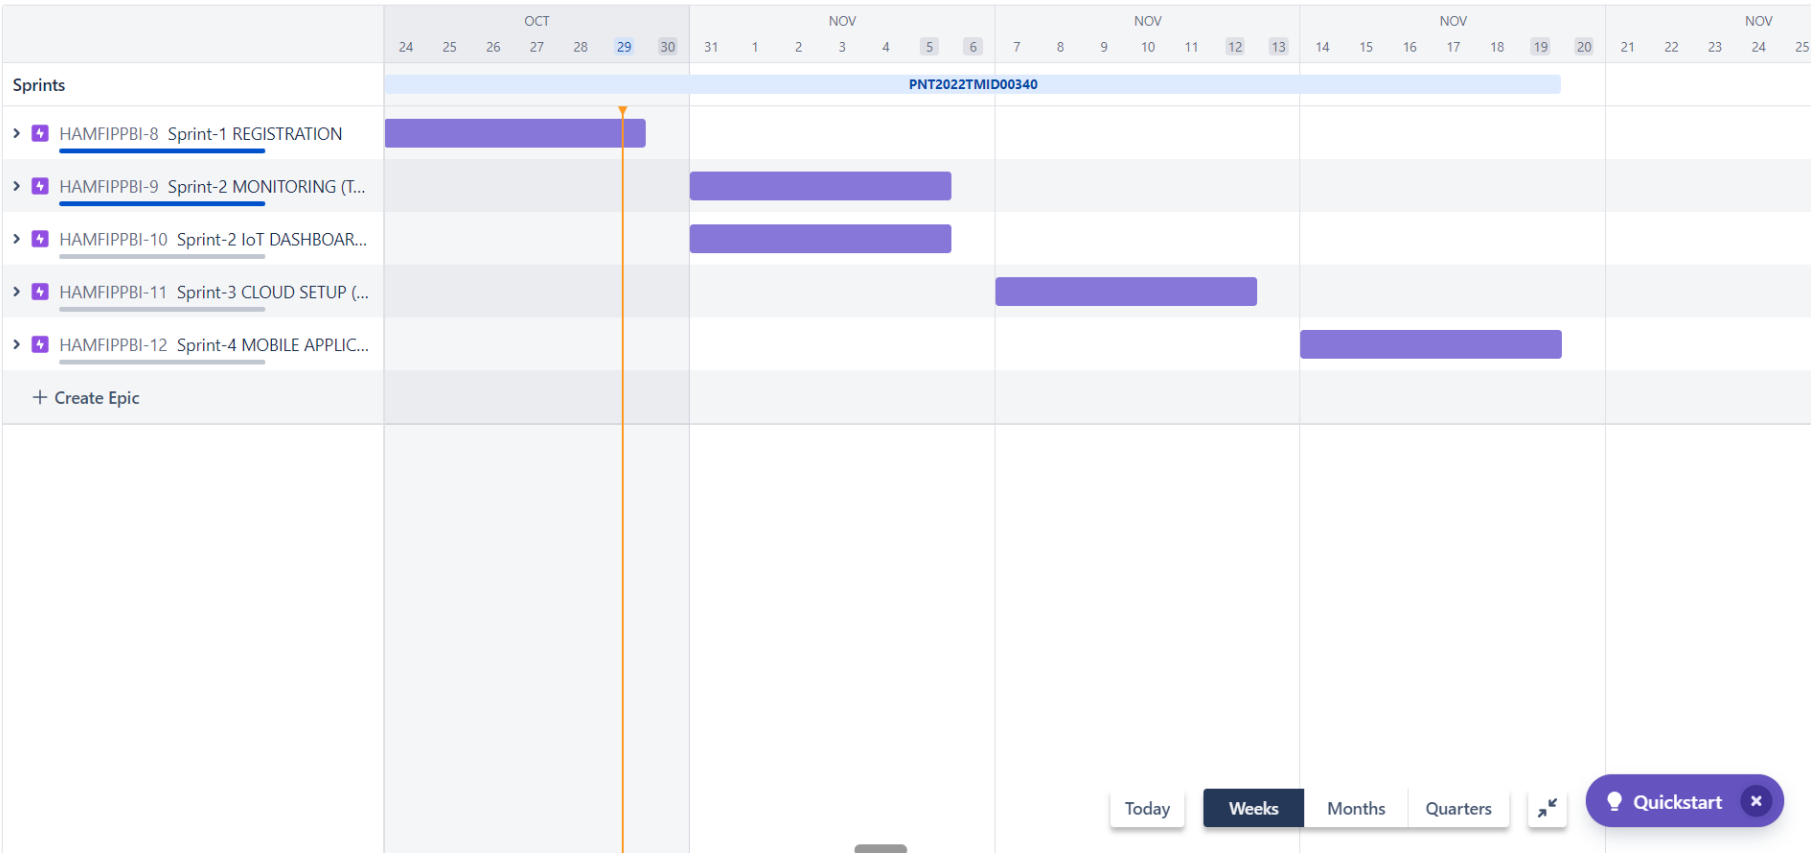 OCT NOV NOV NOV NOV
24 25 26 27 28 29 30 31 1 2 3 4 5 6 7 8 9 10 11 12 13 14 15 16 17 18 19 20 21 22 23 24 25
Sprints PNT2022TMID00340
HAMFIPPBI-8 Sprint-1 REGISTRATION
HAMFIPPBI-9 Sprint-2 MONITORING (T...
HAMFIPPBI-10 Sprint-2 IoT DASHBOAR...
HAMFIPPBI-11 Sprint-3 CLOUD SETUP (...
HAMFIPPBI-12 Sprint-4 MOBILE APPLIC...
+ Create Epic
Today Weeks Months Quarters Quickstart